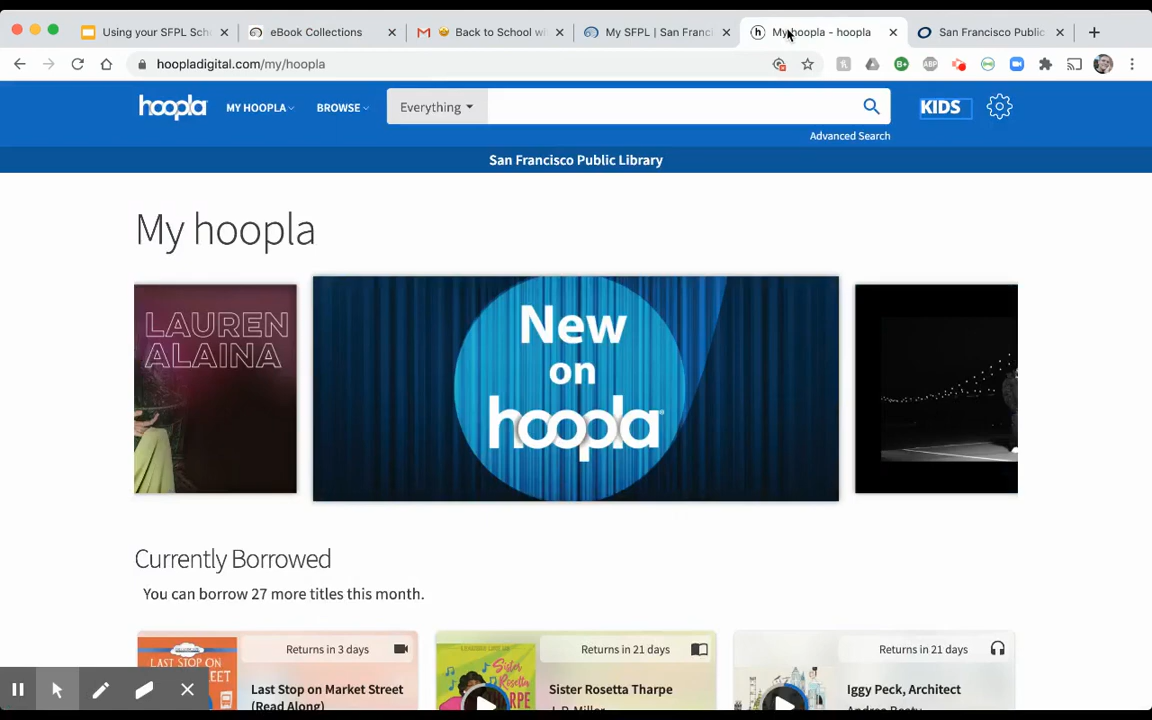 Using your SFPL Sch
eBook Collections
Back to School wi
My SFPL | San Franci
My hoopla - hoopla
San Francisco Public
hoopladigital.com/my/hoopla
hoopla
MY HOOPLA
BROWSE
Everything
KIDS
Advanced Search
San Francisco Public Library
My hoopla
LAUREN
ALAINA
New
on
hoopla
Currently Borrowed
You can borrow 27 more titles this month.
Returns in 3 days
Returns in 21 days
Returns in 21 days
LAST STOP ON
Last Stop on Market Street
(Read Along)
Sister Rosetta Tharpe
Iggy Peck, Architect